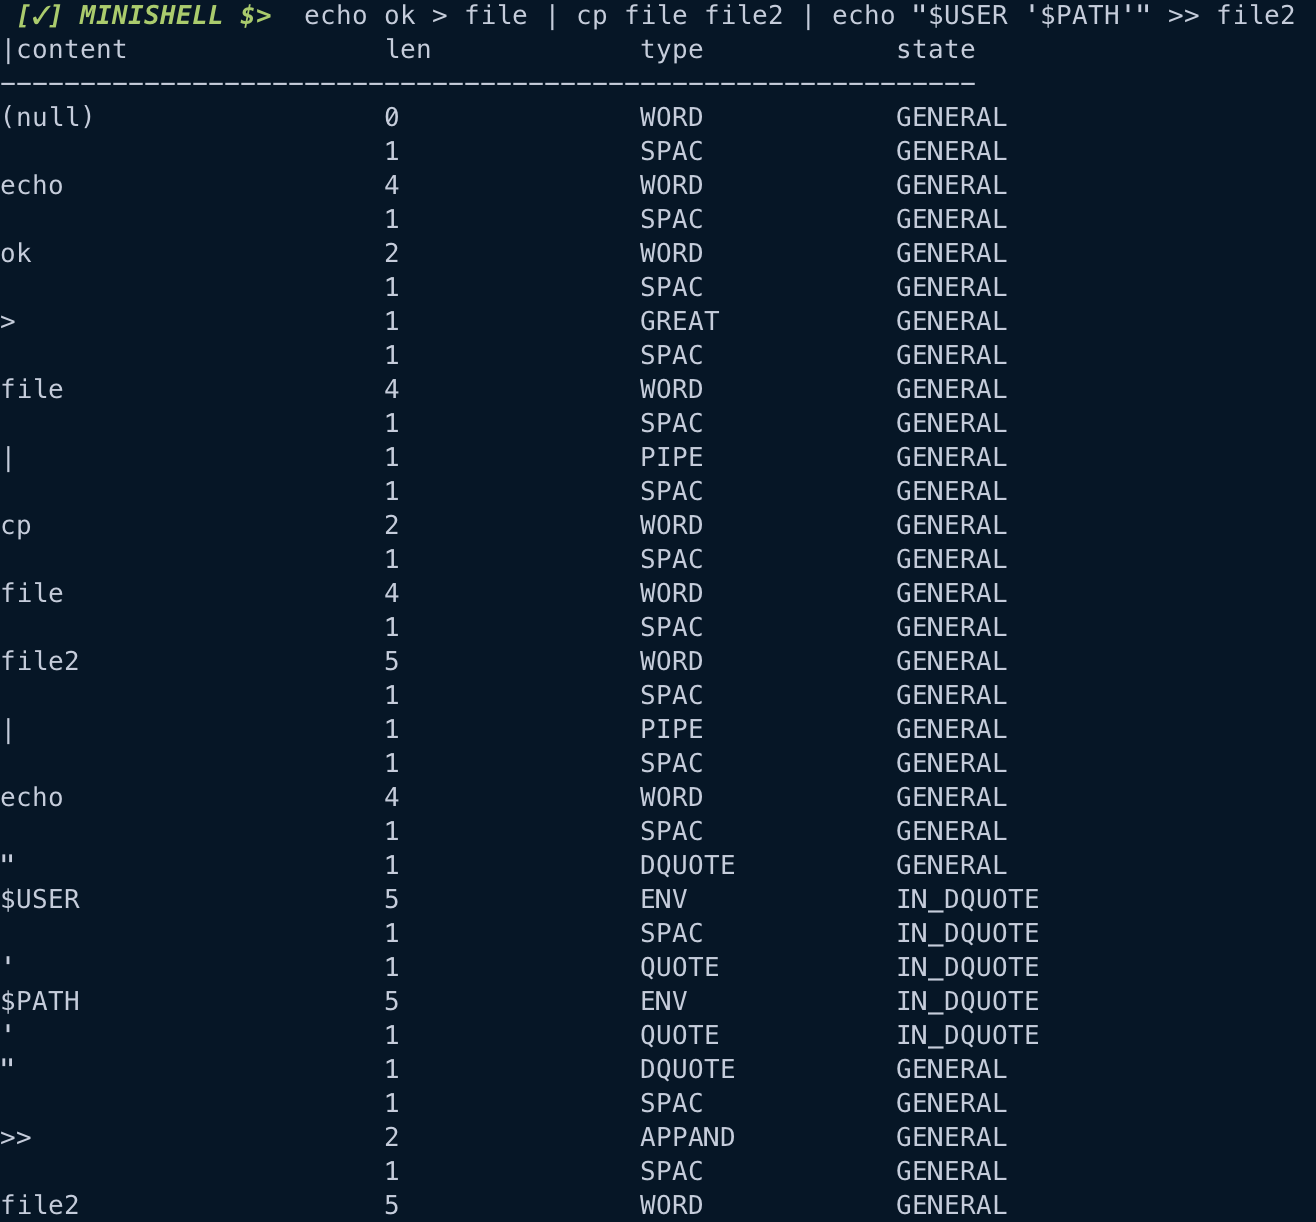 [✓] MINISHELL $>  echo ok > file | cp file file2 | echo "$USER '$PATH'" >> file2
|content                len             type            state
-------------------------------------------------------------
(null)                  0               WORD            GENERAL
                        1               SPAC            GENERAL
echo                    4               WORD            GENERAL
                        1               SPAC            GENERAL
ok                      2               WORD            GENERAL
                        1               SPAC            GENERAL
>                       1               GREAT           GENERAL
                        1               SPAC            GENERAL
file                    4               WORD            GENERAL
                        1               SPAC            GENERAL
|                       1               PIPE            GENERAL
                        1               SPAC            GENERAL
cp                      2               WORD            GENERAL
                        1               SPAC            GENERAL
file                    4               WORD            GENERAL
                        1               SPAC            GENERAL
file2                   5               WORD            GENERAL
                        1               SPAC            GENERAL
|                       1               PIPE            GENERAL
                        1               SPAC            GENERAL
echo                    4               WORD            GENERAL
                        1               SPAC            GENERAL
"                       1               DQUOTE          GENERAL
$USER                   5               ENV             IN_DQUOTE
                        1               SPAC            IN_DQUOTE
'                       1               QUOTE           IN_DQUOTE
$PATH                   5               ENV             IN_DQUOTE
'                       1               QUOTE           IN_DQUOTE
"                       1               DQUOTE          GENERAL
                        1               SPAC            GENERAL
>>                      2               APPAND          GENERAL
                        1               SPAC            GENERAL
file2                   5               WORD            GENERAL